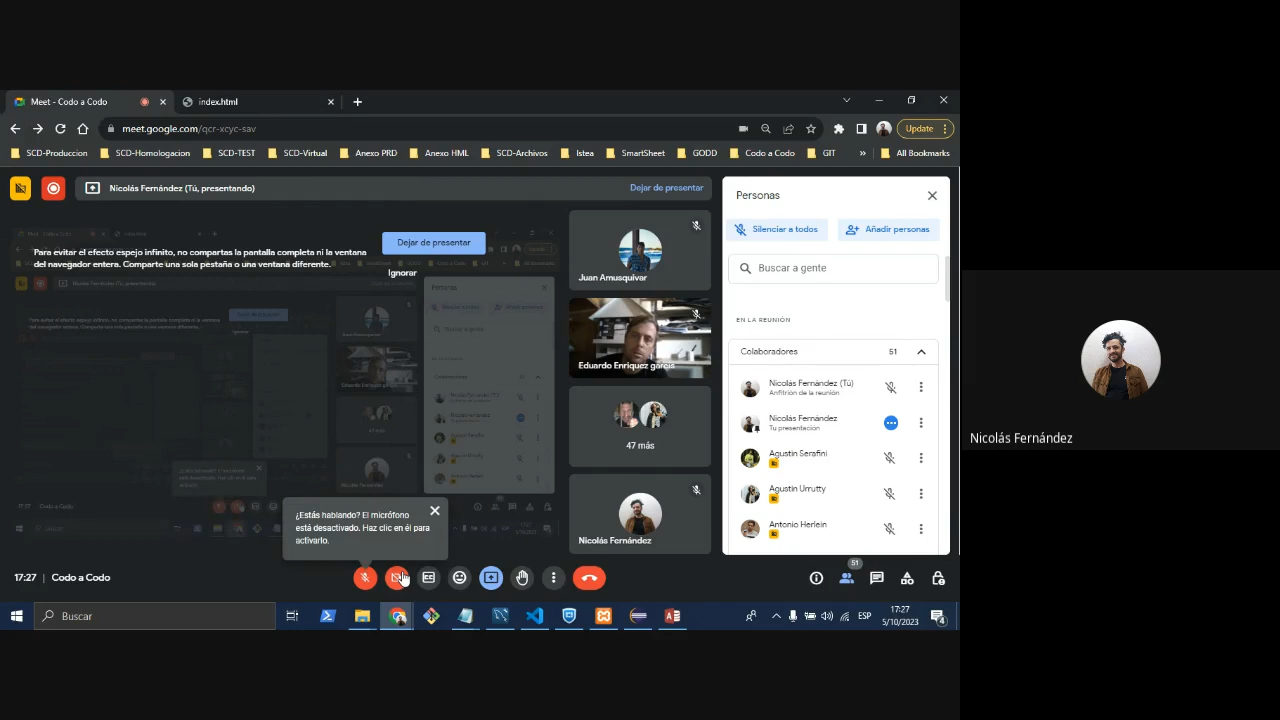 Meet - Codo a Codo
index.html
meet.google.com/qcr-xcyc-sav
Update
SCD-Produccion
SCD-Homologacion
SCD-TEST
SCD-Virtual
Anexo PRD
Anexo HML
SCD-Archivos
Istea
SmartSheet
GODD
Codo a Codo
GIT
»
All Bookmarks
Nicolás Fernández (Tú, presentando)
Dejar de presentar
Para evitar el efecto espejo infinito, no compartas la pantalla completa ni la ventana
del navegador entera. Comparte una sola pestaña o una ventana diferente.
Dejar de presentar
Ignorar
Juan Amusquívar
Eduardo Enriquez garcia
47 más
Nicolás Fernández
Personas
Silenciar a todos
Añadir personas
Buscar a gente
EN LA REUNIÓN
Colaboradores
51
Nicolás Fernández (Tú)
Anfitrión de la reunión
Nicolás Fernández
Tu presentación
Agustin Serafini
Agustin Urrutty
Antonio Herlein
¿Estás hablando? El micrófono
está desactivado. Haz clic en él para
activarlo.
17:27 | Codo a Codo
51
Buscar
ESP
17:27
5/10/2023
4
Nicolás Fernández